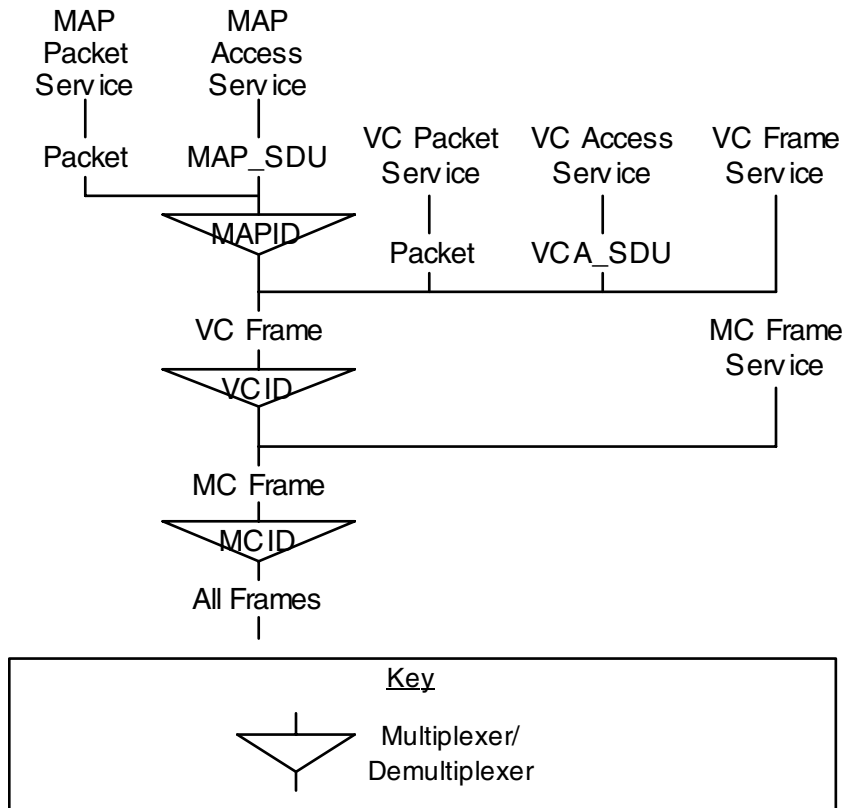 MAP
Packet
Service
MAP
Access
Service
Packet
MAP_SDU
VC Packet
Service
VC Access
Service
VC Frame
Service
MAPID
Packet
VCA_SDU
VC Frame
MC Frame
Service
VCID
MC Frame
MCID
All Frames
Key
Multiplexer/
Demultiplexer